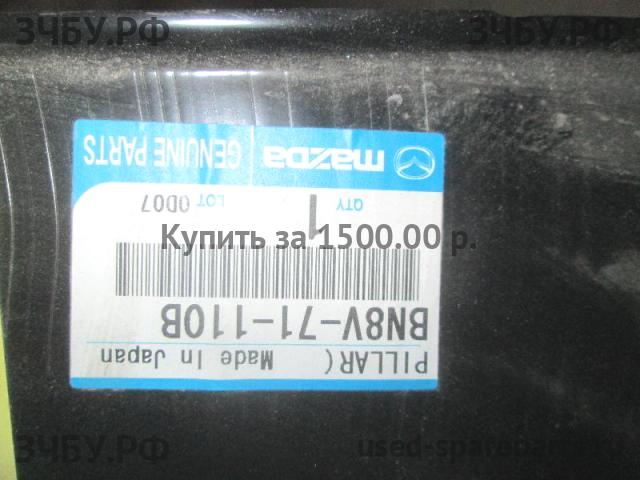 ЗЧБУ.РФ ЗЧБУ.РФ
PILLAR( Made In Japan
BN8V-71-110B
QTY 1 LOT 0D07
mazda GENUINE PARTS
Купить за 1500.00 р.
ЗЧБУ.РФ